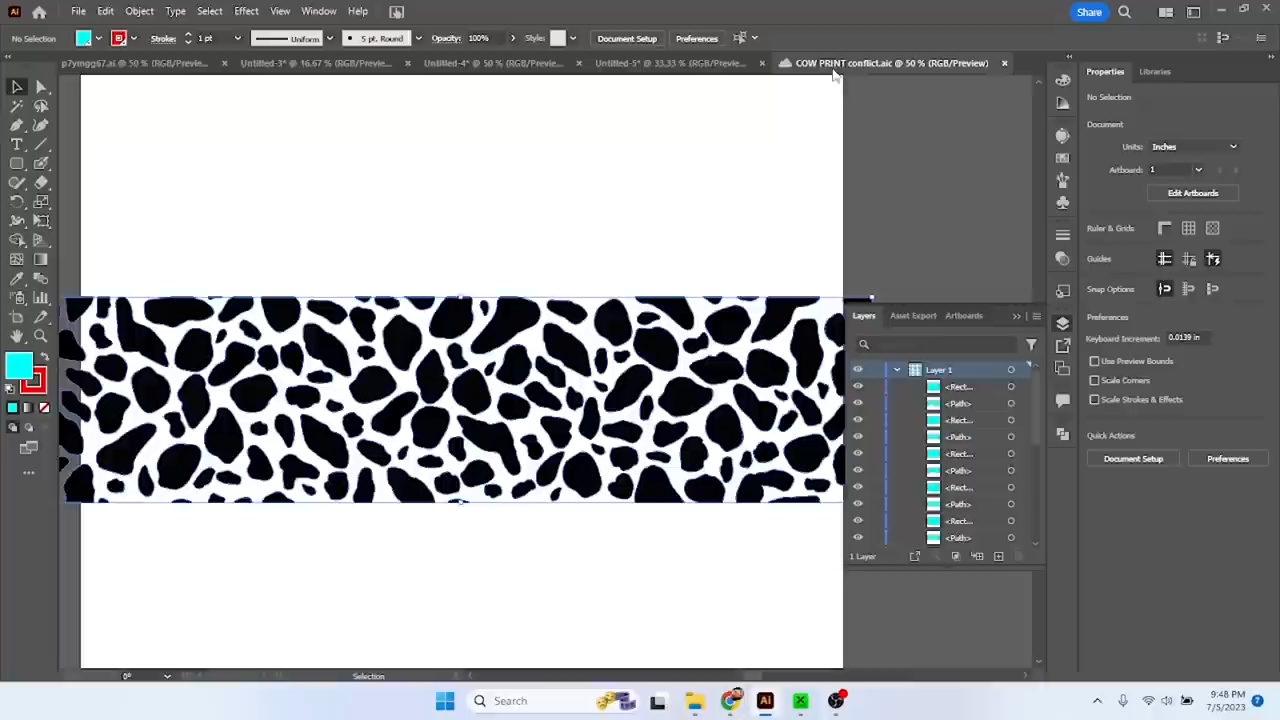 Ai File Edit Object Type Select Effect View Window Help Share
No Selection Stroke: 1 pt Uniform 5 pt. Round Opacity: 100% Style: Document Setup Preferences
p7ymgg67.ai @ 50 % (RGB/Previe... Untitled-3* @ 16.67 % (RGB/Previe... Untitled-4* @ 50 % (RGB/Previe... Untitled-5* @ 33.33 % (RGB/Previe... COW PRINT conflict.aic @ 50 % (RGB/Preview)
Properties Libraries
No Selection
Document
Units: Inches
Artboard: 1
Edit Artboards
Ruler & Grids
Guides
Snap Options
Preferences
Keyboard Increment: 0.0139 in
Use Preview Bounds
Scale Corners
Scale Strokes & Effects
Quick Actions
Document Setup Preferences
Layers Asset Export Artboards
Layer 1
<Rect...
<Path>
<Rect...
<Path>
<Rect...
<Path>
<Rect...
<Path>
<Rect...
<Path>
1 Layer
0° Selection
Search
Ai
9:45 PM
7/5/2023